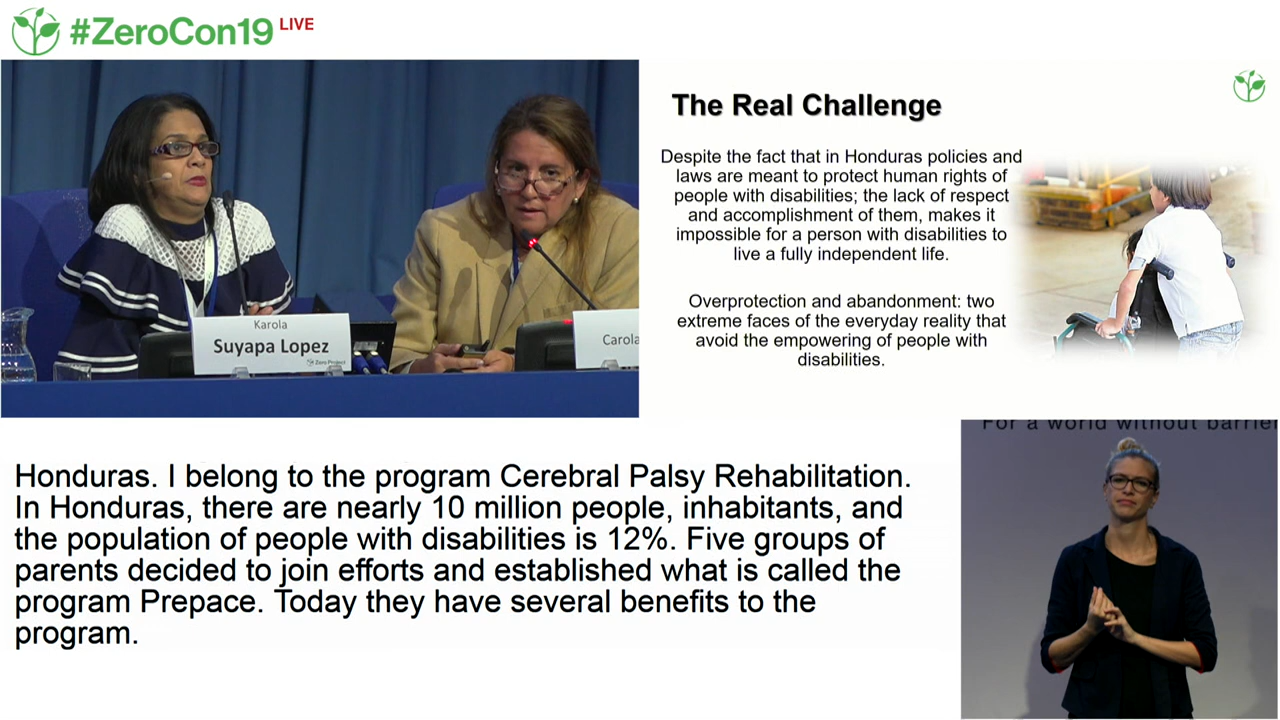 #ZeroCon19 LIVE
Karola
Suyapa Lopez
Zero Project
Carola
The Real Challenge
Despite the fact that in Honduras policies and
laws are meant to protect human rights of
people with disabilities; the lack of respect
and accomplishment of them, makes it
impossible for a person with disabilities to
live a fully independent life.
Overprotection and abandonment: two
extreme faces of the everyday reality that
avoid the empowering of people with
disabilities.
Honduras. I belong to the program Cerebral Palsy Rehabilitation.
In Honduras, there are nearly 10 million people, inhabitants, and
the population of people with disabilities is 12%. Five groups of
parents decided to join efforts and established what is called the
program Prepace. Today they have several benefits to the
program.
For a world without barrier